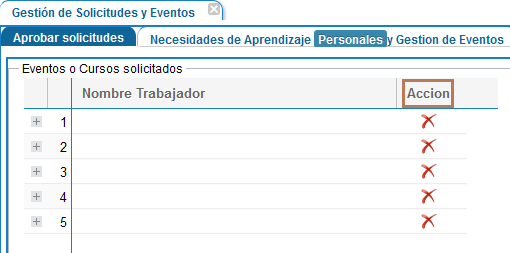 Gestión de Solicitudes y Eventos
Aprobar solicitudes Necesidades de Aprendizaje Personales y Gestion de Eventos
Eventos o Cursos solicitados
Nombre Trabajador Accion
1
2
3
4
5